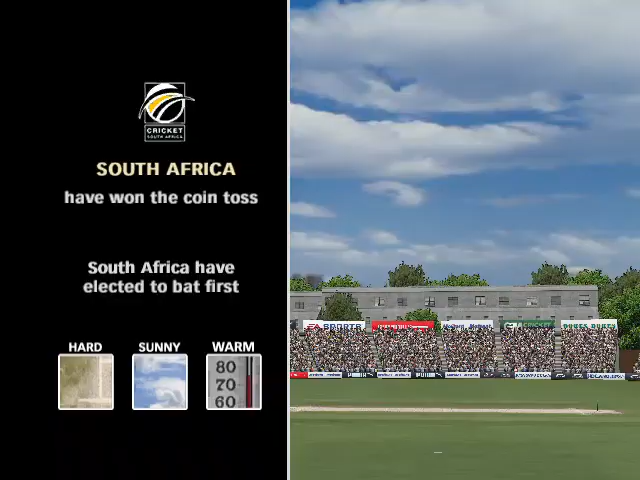 CRICKET
SOUTH AFRICA
SOUTH AFRICA
have won the coin toss
South Africa have
elected to bat first
HARD
SUNNY
WARM
80
70
60
EA SPORTS